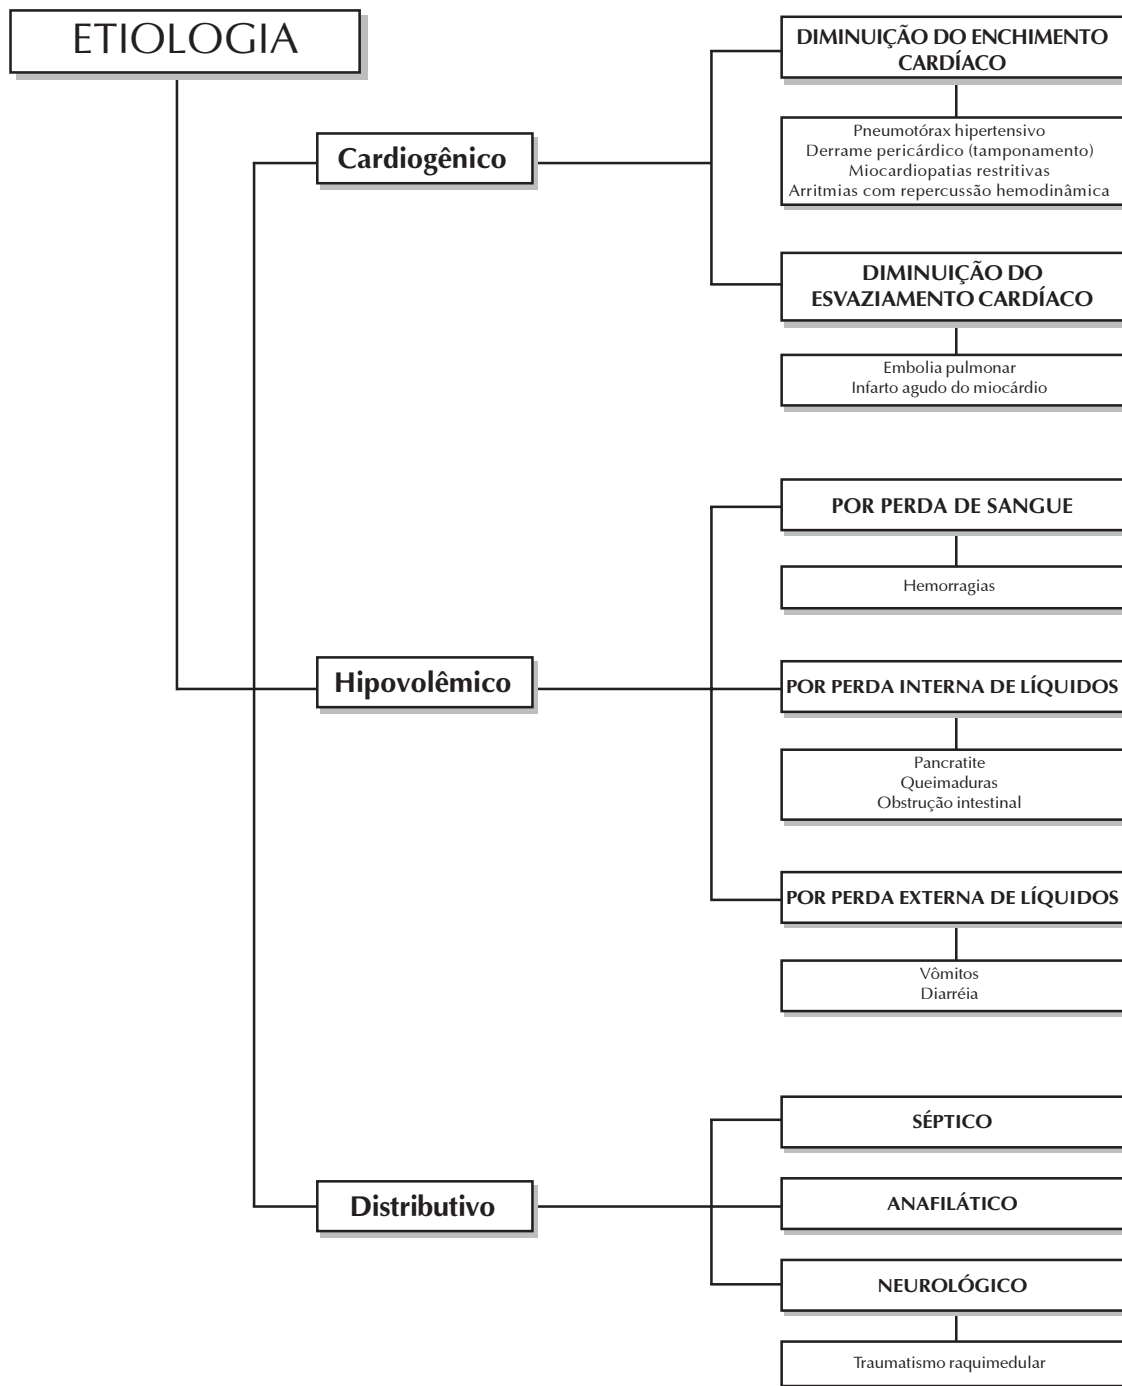 ETIOLOGIA
Cardiogênico
DIMINUIÇÃO DO ENCHIMENTO
CARDÍACO
Pneumotórax hipertensivo
Derrame pericárdico (tamponamento)
Miocardiopatias restritivas
Arritmias com repercussão hemodinâmica
DIMINUIÇÃO DO
ESVAZIAMENTO CARDÍACO
Embolia pulmonar
Infarto agudo do miocárdio
Hipovolêmico
POR PERDA DE SANGUE
Hemorragias
POR PERDA INTERNA DE LÍQUIDOS
Pancratite
Queimaduras
Obstrução intestinal
POR PERDA EXTERNA DE LÍQUIDOS
Vômitos
Diarréia
Distributivo
SÉPTICO
ANAFILÁTICO
NEUROLÓGICO
Traumatismo raquimedular